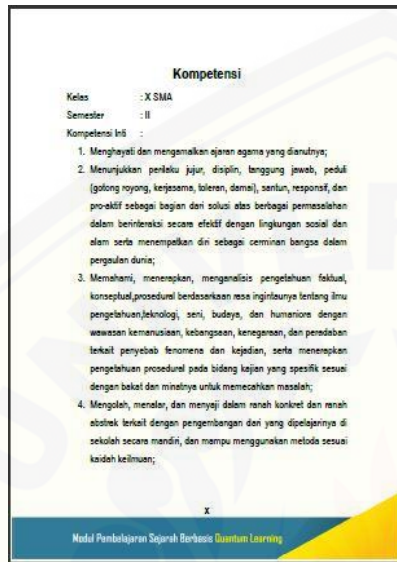 Kompetensi
Kelas : X SMA
Semester : II
Kompetensi Inti :
1. Menghayati dan mengamalkan ajaran agama yang dianutnya;
2. Menunjukkan perilaku jujur, disiplin, tanggung jawab, peduli
(gotong royong, kerjasama, toleran, damai), santun, responsif, dan
pro-aktif sebagai bagian dari solusi atas berbagai permasalahan
dalam berinteraksi secara efektif dengan lingkungan sosial dan
alam serta menempatkan diri sebagai cerminan bangsa dalam
pergaulan dunia;
3. Memahami, menerapkan, menganalisis pengetahuan faktual,
konseptual,prosedural berdasarkaan rasa ingintaunya tentang ilmu
pengetahuan,teknologi, seni, budaya, dan humaniora dengan
wawasan kemanusiaan, kebangsaan, kenegaraan, dan peradaban
terkait penyebab fenomena dan kejadian, serta menerapkan
pengetahuan prosedural pada bidang kajian yang spesifik sesuai
dengan bakat dan minatnya untuk memecahkan masalah;
4. Mengolah, menalar, dan menyaji dalam ranah konkret dan ranah
abstrak terkait dengan pengembangan dari yang dipelajarinya di
sekolah secara mandiri, dan mampu menggunakan metoda sesuai
kaidah keilmuan;
x
Modul Pembelajaran Sejarah Berbasis Quantum Learning